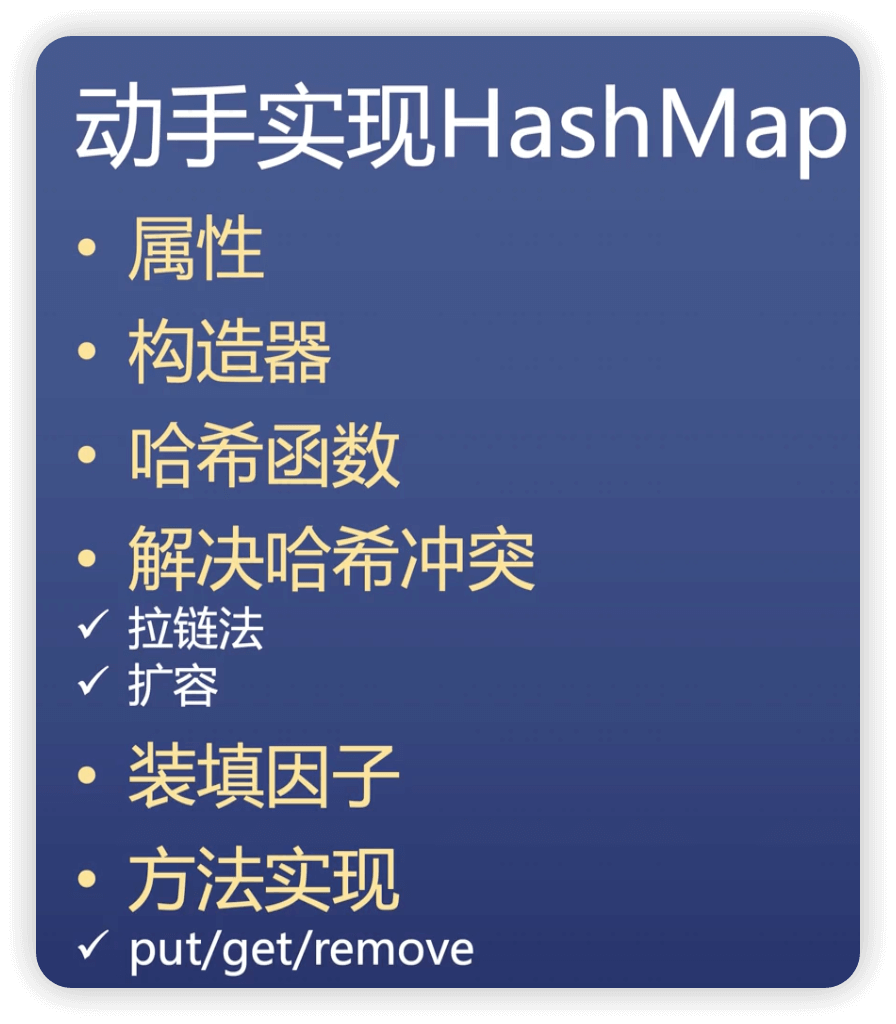 动手实现HashMap
• 属性
• 构造器
• 哈希函数
• 解决哈希冲突
✓ 拉链法
✓ 扩容
• 装填因子
• 方法实现
✓ put/get/remove